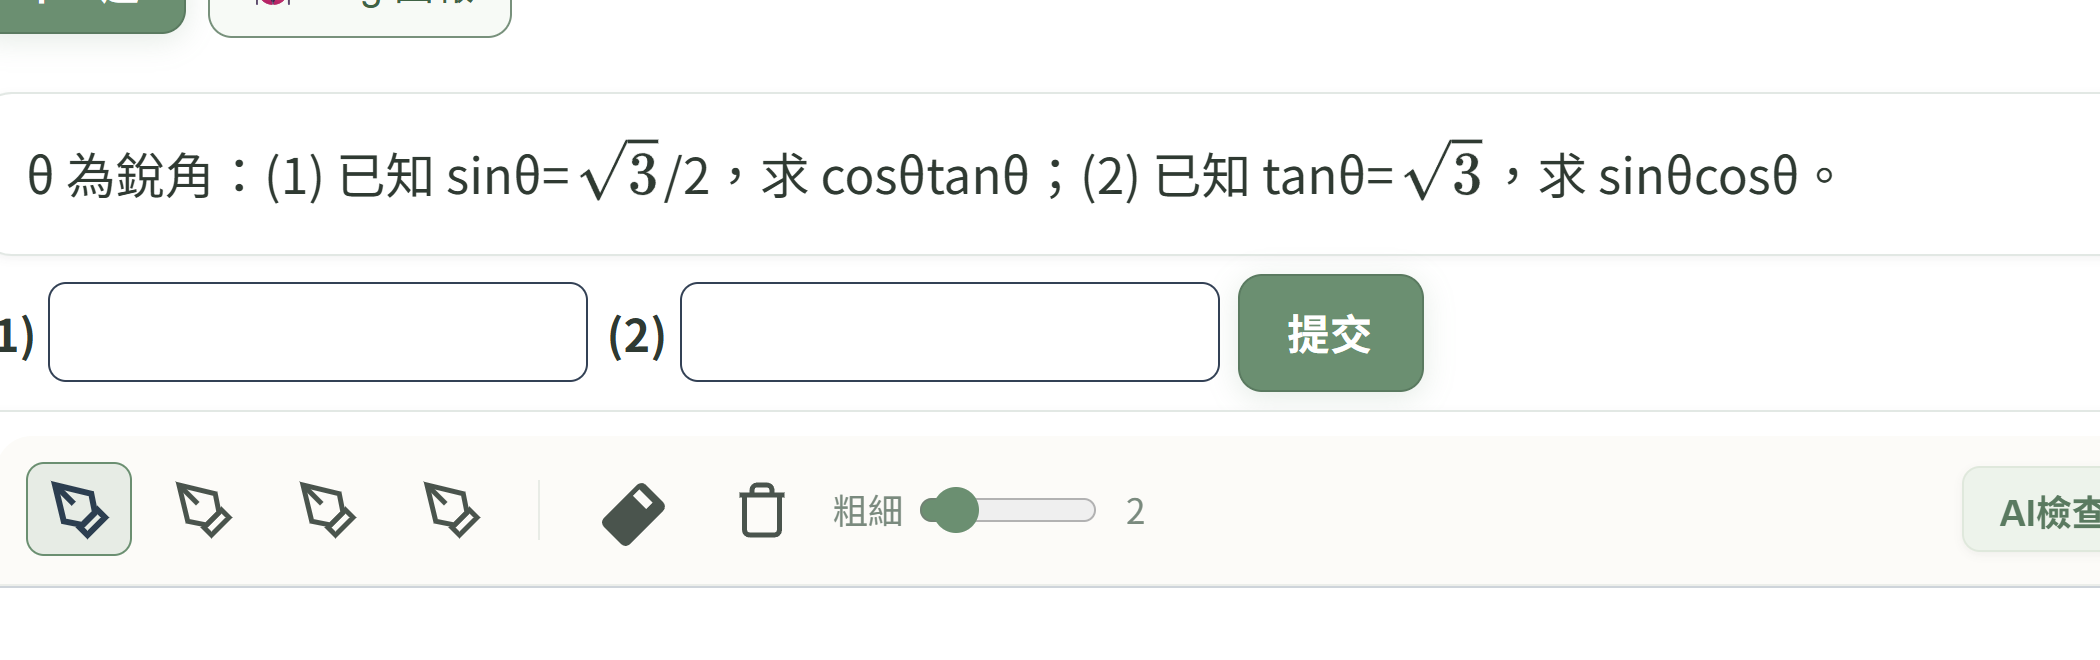 θ 為銳角：(1) 已知 sinθ=√3/2，求 cosθtanθ；(2) 已知 tanθ=√3，求 sinθcosθ。
1) (2) 提交
粗細 2 AI檢查